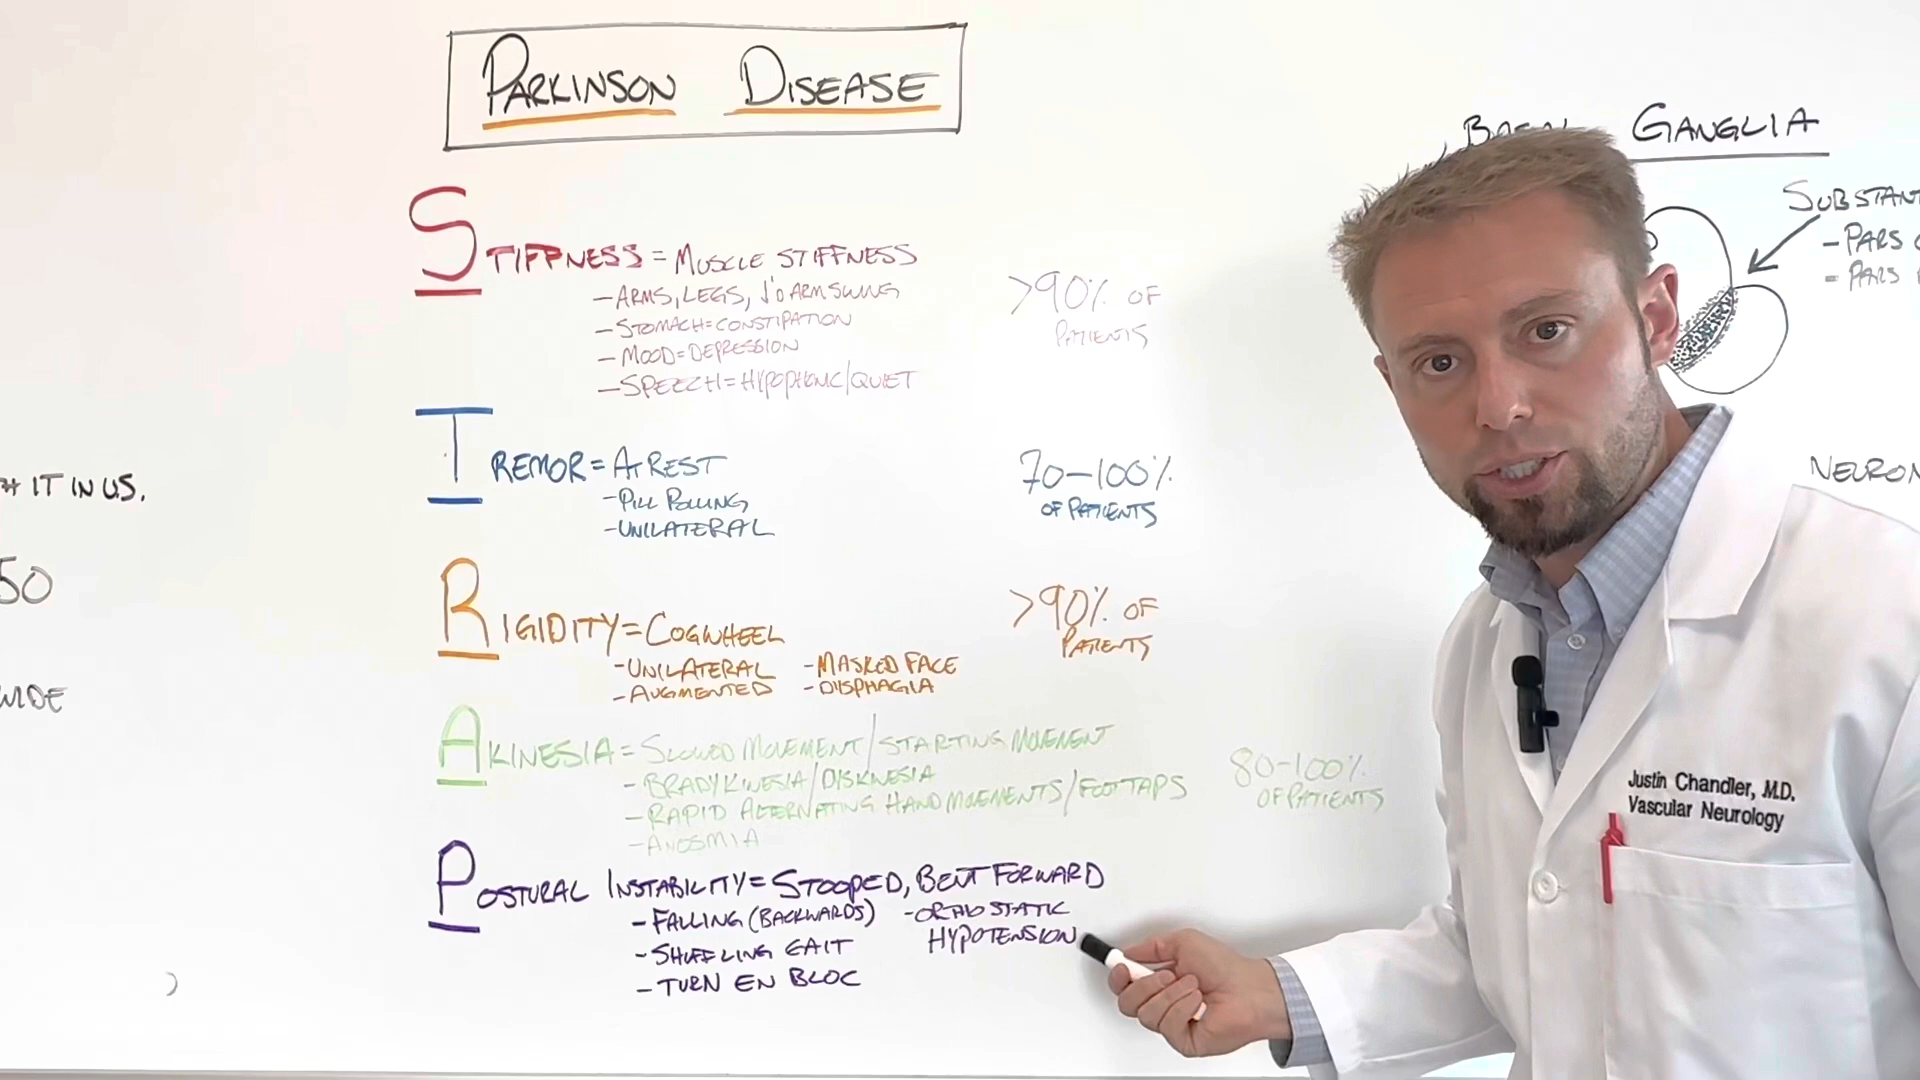 PARKINSON DISEASE
STIFFNESS = MUSCLE STIFFNESS
- ARMS, LEGS, ↓'D ARM SWING
- STOMACH = CONSTIPATION
- MOOD = DEPRESSION
- SPEECH = HYPOPHONIC/QUIET
>90% OF
PATIENTS
TREMOR = AT REST
- PILL ROLLING
- UNILATERAL
70-100%
OF PATIENTS
RIGIDITY = COGWHEEL
- UNILATERAL - MASKED FACE
- AUGMENTED - DYSPHAGIA
>90% OF
PATIENTS
AKINESIA = SLOWED MOVEMENT/STARTING MOVEMENT
- BRADYKINESIA/DISKINESIA
- RAPID ALTERNATING HAND MOVEMENTS/FOOT TAPS
- ANOSMIA
80-100%
OF PATIENTS
POSTURAL INSTABILITY = STOOPED, BENT FORWARD
- FALLING (BACKWARDS) - ORTHOSTATIC
HYPOTENSION
- SHUFFLING GAIT
- TURN EN BLOC
IT IN U.S.
50
WIDE
GANGLIA
SUBSTANT
- PARS
= PARS
NEURON
Justin Chandler, M.D.
Vascular Neurology